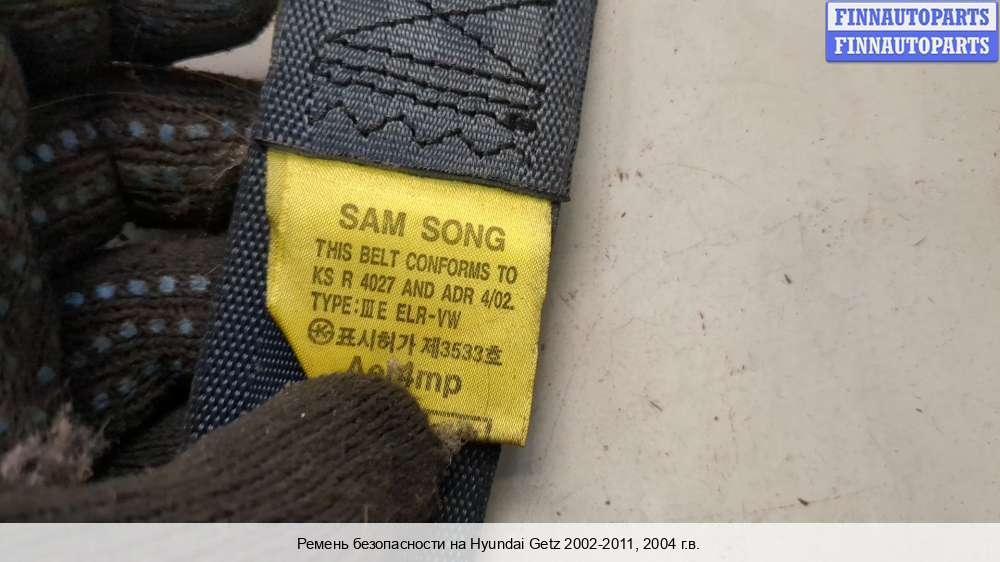 FINNAUTOPARTS
FINNAUTOPARTS
SAM SONG
THIS BELT CONFORMS TO
KS R 4027 AND ADR 4/02.
TYPE: III E ELR-VW
표시허가 제3533호
Ремень безопасности на Hyundai Getz 2002-2011, 2004 г.в.